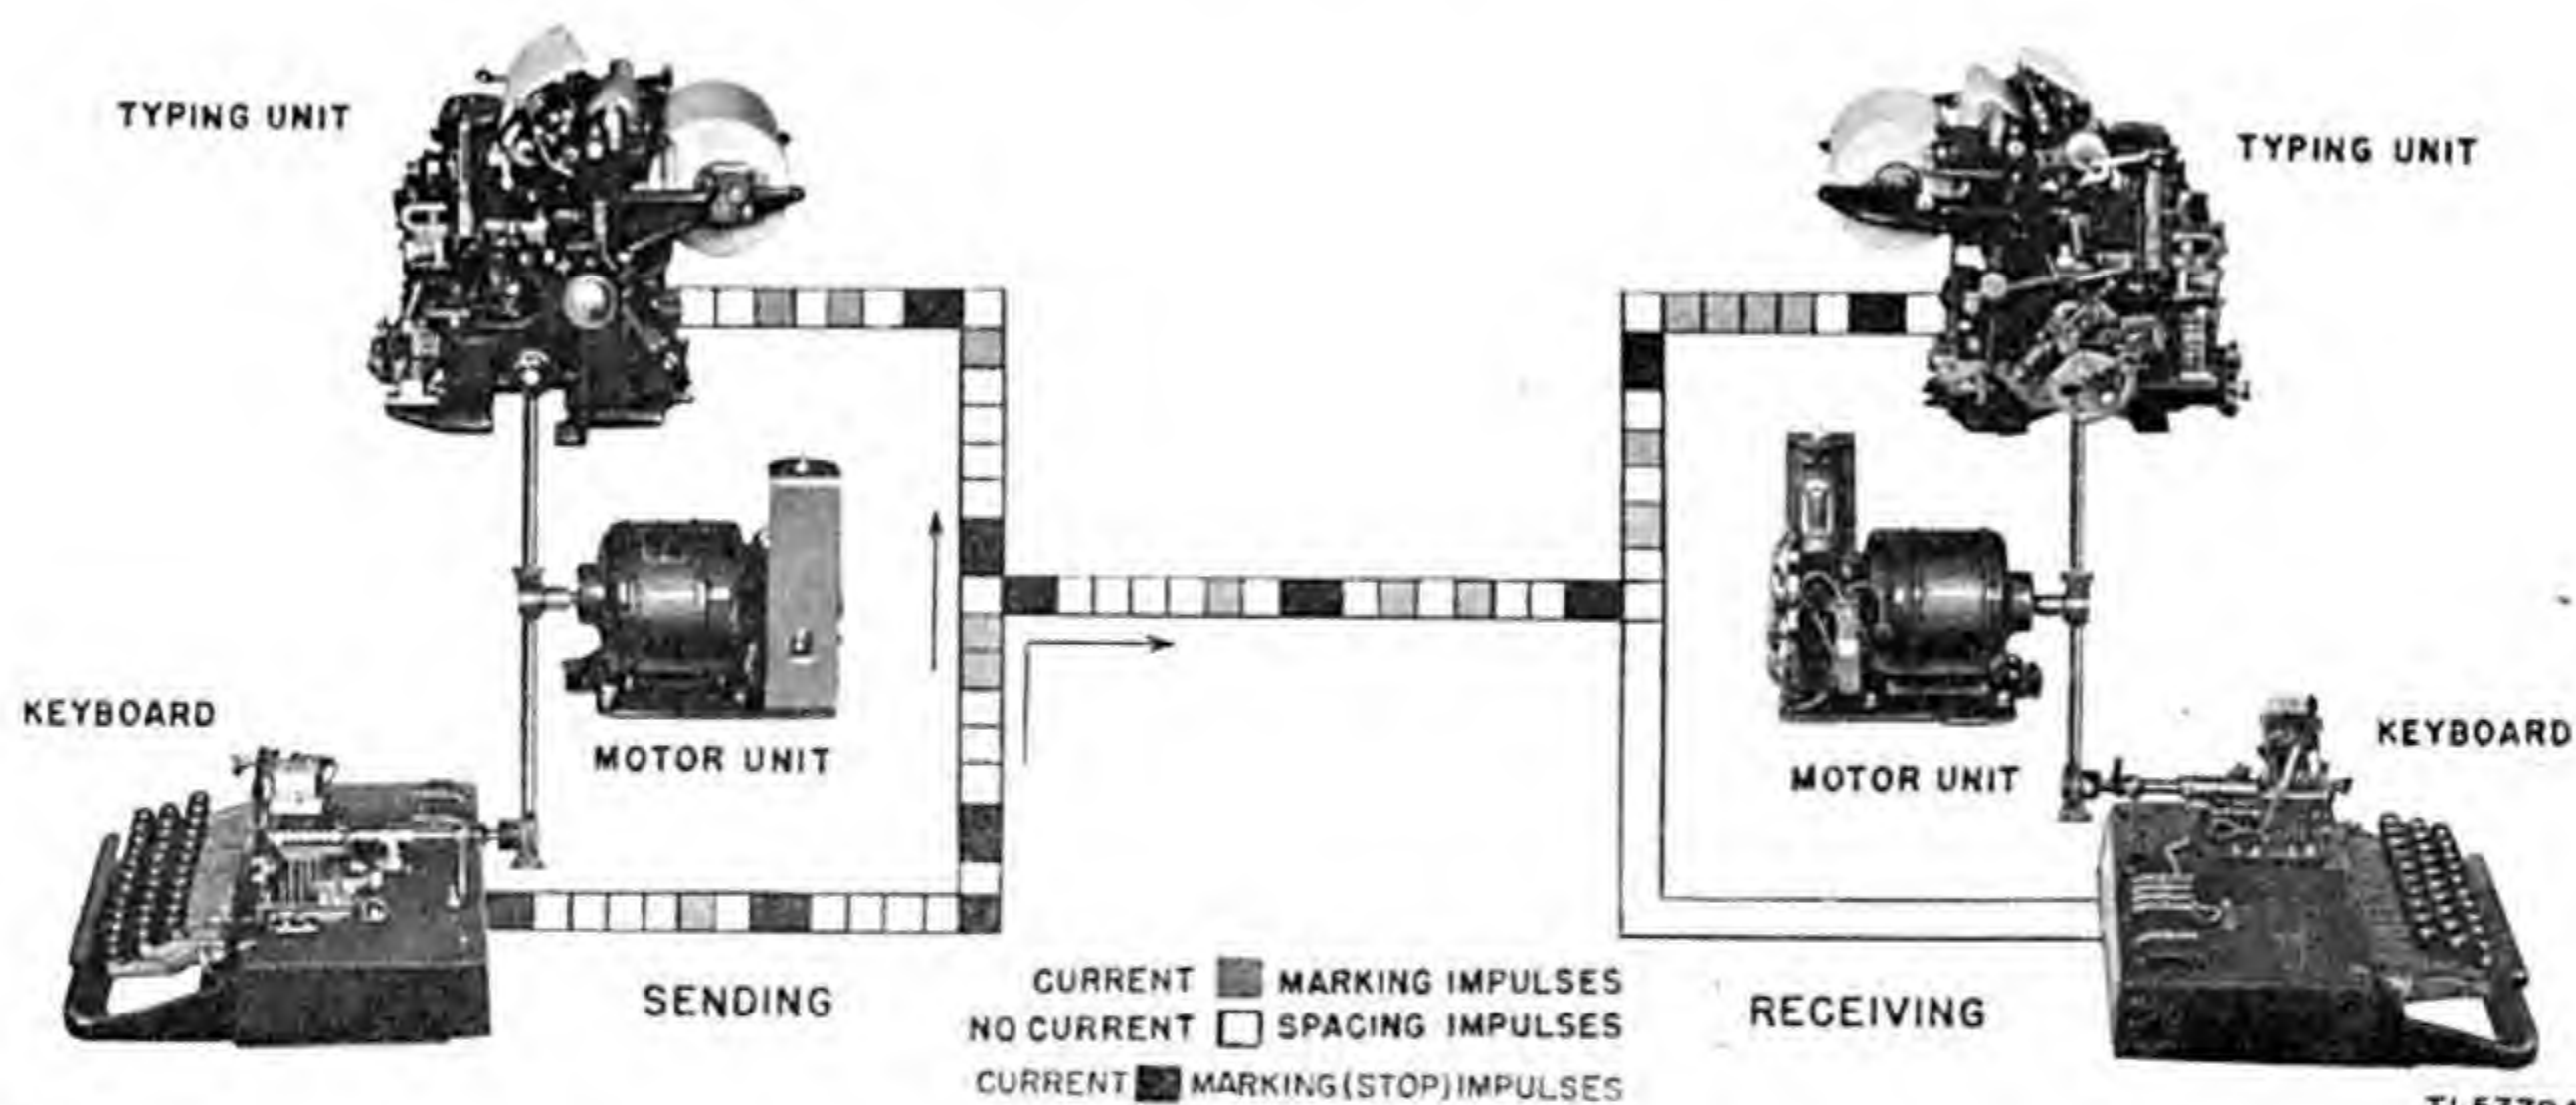 TYPING UNIT
TYPING UNIT
KEYBOARD
MOTOR UNIT
MOTOR UNIT
KEYBOARD
SENDING
RECEIVING
CURRENT MARKING IMPULSES
NO CURRENT SPACING IMPULSES
CURRENT MARKING (STOP) IMPULSES